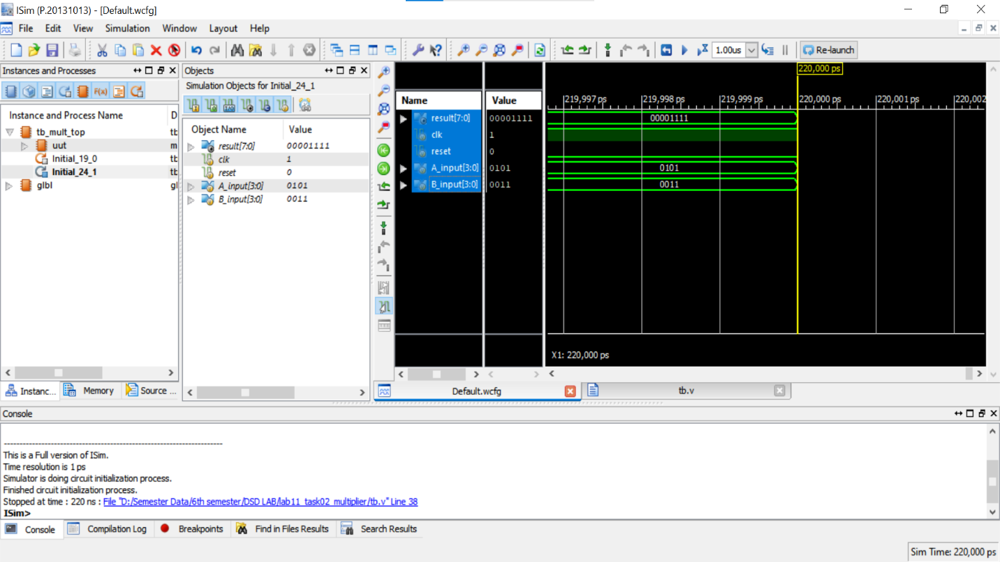 ISim (P.20131013) - [Default.wcfg]
File Edit View Simulation Window Layout Help
1.00us Re-launch
Instances and Processes
Instance and Process Name D
tb_mult_top tb
uut m
Initial_19_0 tb
Initial_24_1 tb
glbl gl
Instanc... Memory Source ...
Objects
Simulation Objects for Initial_24_1
Object Name Value
result[7:0] 00001111
clk 1
reset 0
A_input[3:0] 0101
B_input[3:0] 0011
220,000 ps
Name Value 219,997 ps 219,998 ps 219,999 ps 220,000 ps 220,001 ps 220,002
result[7:0] 00001111 00001111
clk 1
reset 0
A_input[3:0] 0101 0101
B_input[3:0] 0011 0011
X1: 220,000 ps
Default.wcfg tb.v
Console
This is a Full version of ISim.
Time resolution is 1 ps
Simulator is doing circuit initialization process.
Finished circuit initialization process.
Stopped at time : 220 ns : File "D:/Semester Data/6th semester/DSD LAB/lab11_task02_multiplier/tb.v" Line 38
ISim>
Console Compilation Log Breakpoints Find in Files Results Search Results
Sim Time: 220,000 ps